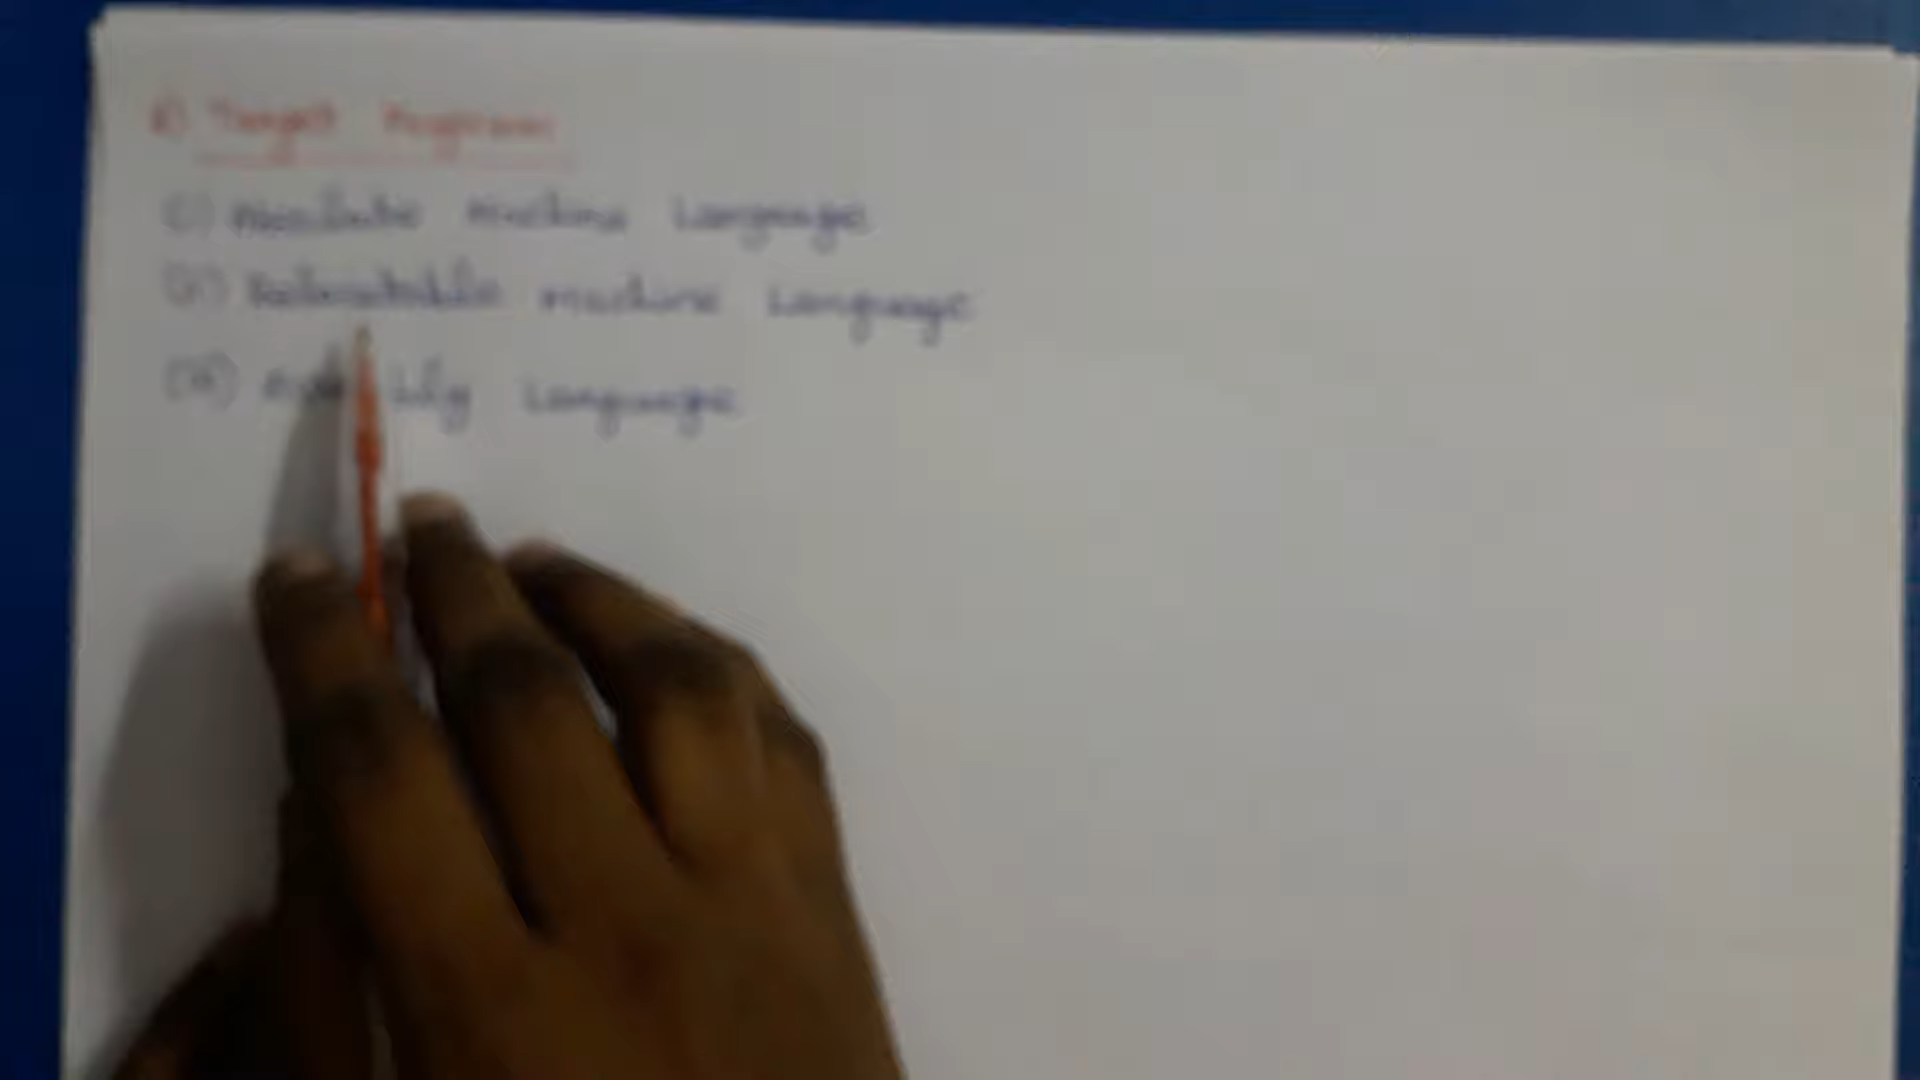 Target Program
(i) Absolute machine Language
(ii) Relocatable machine Language
(iii) Language